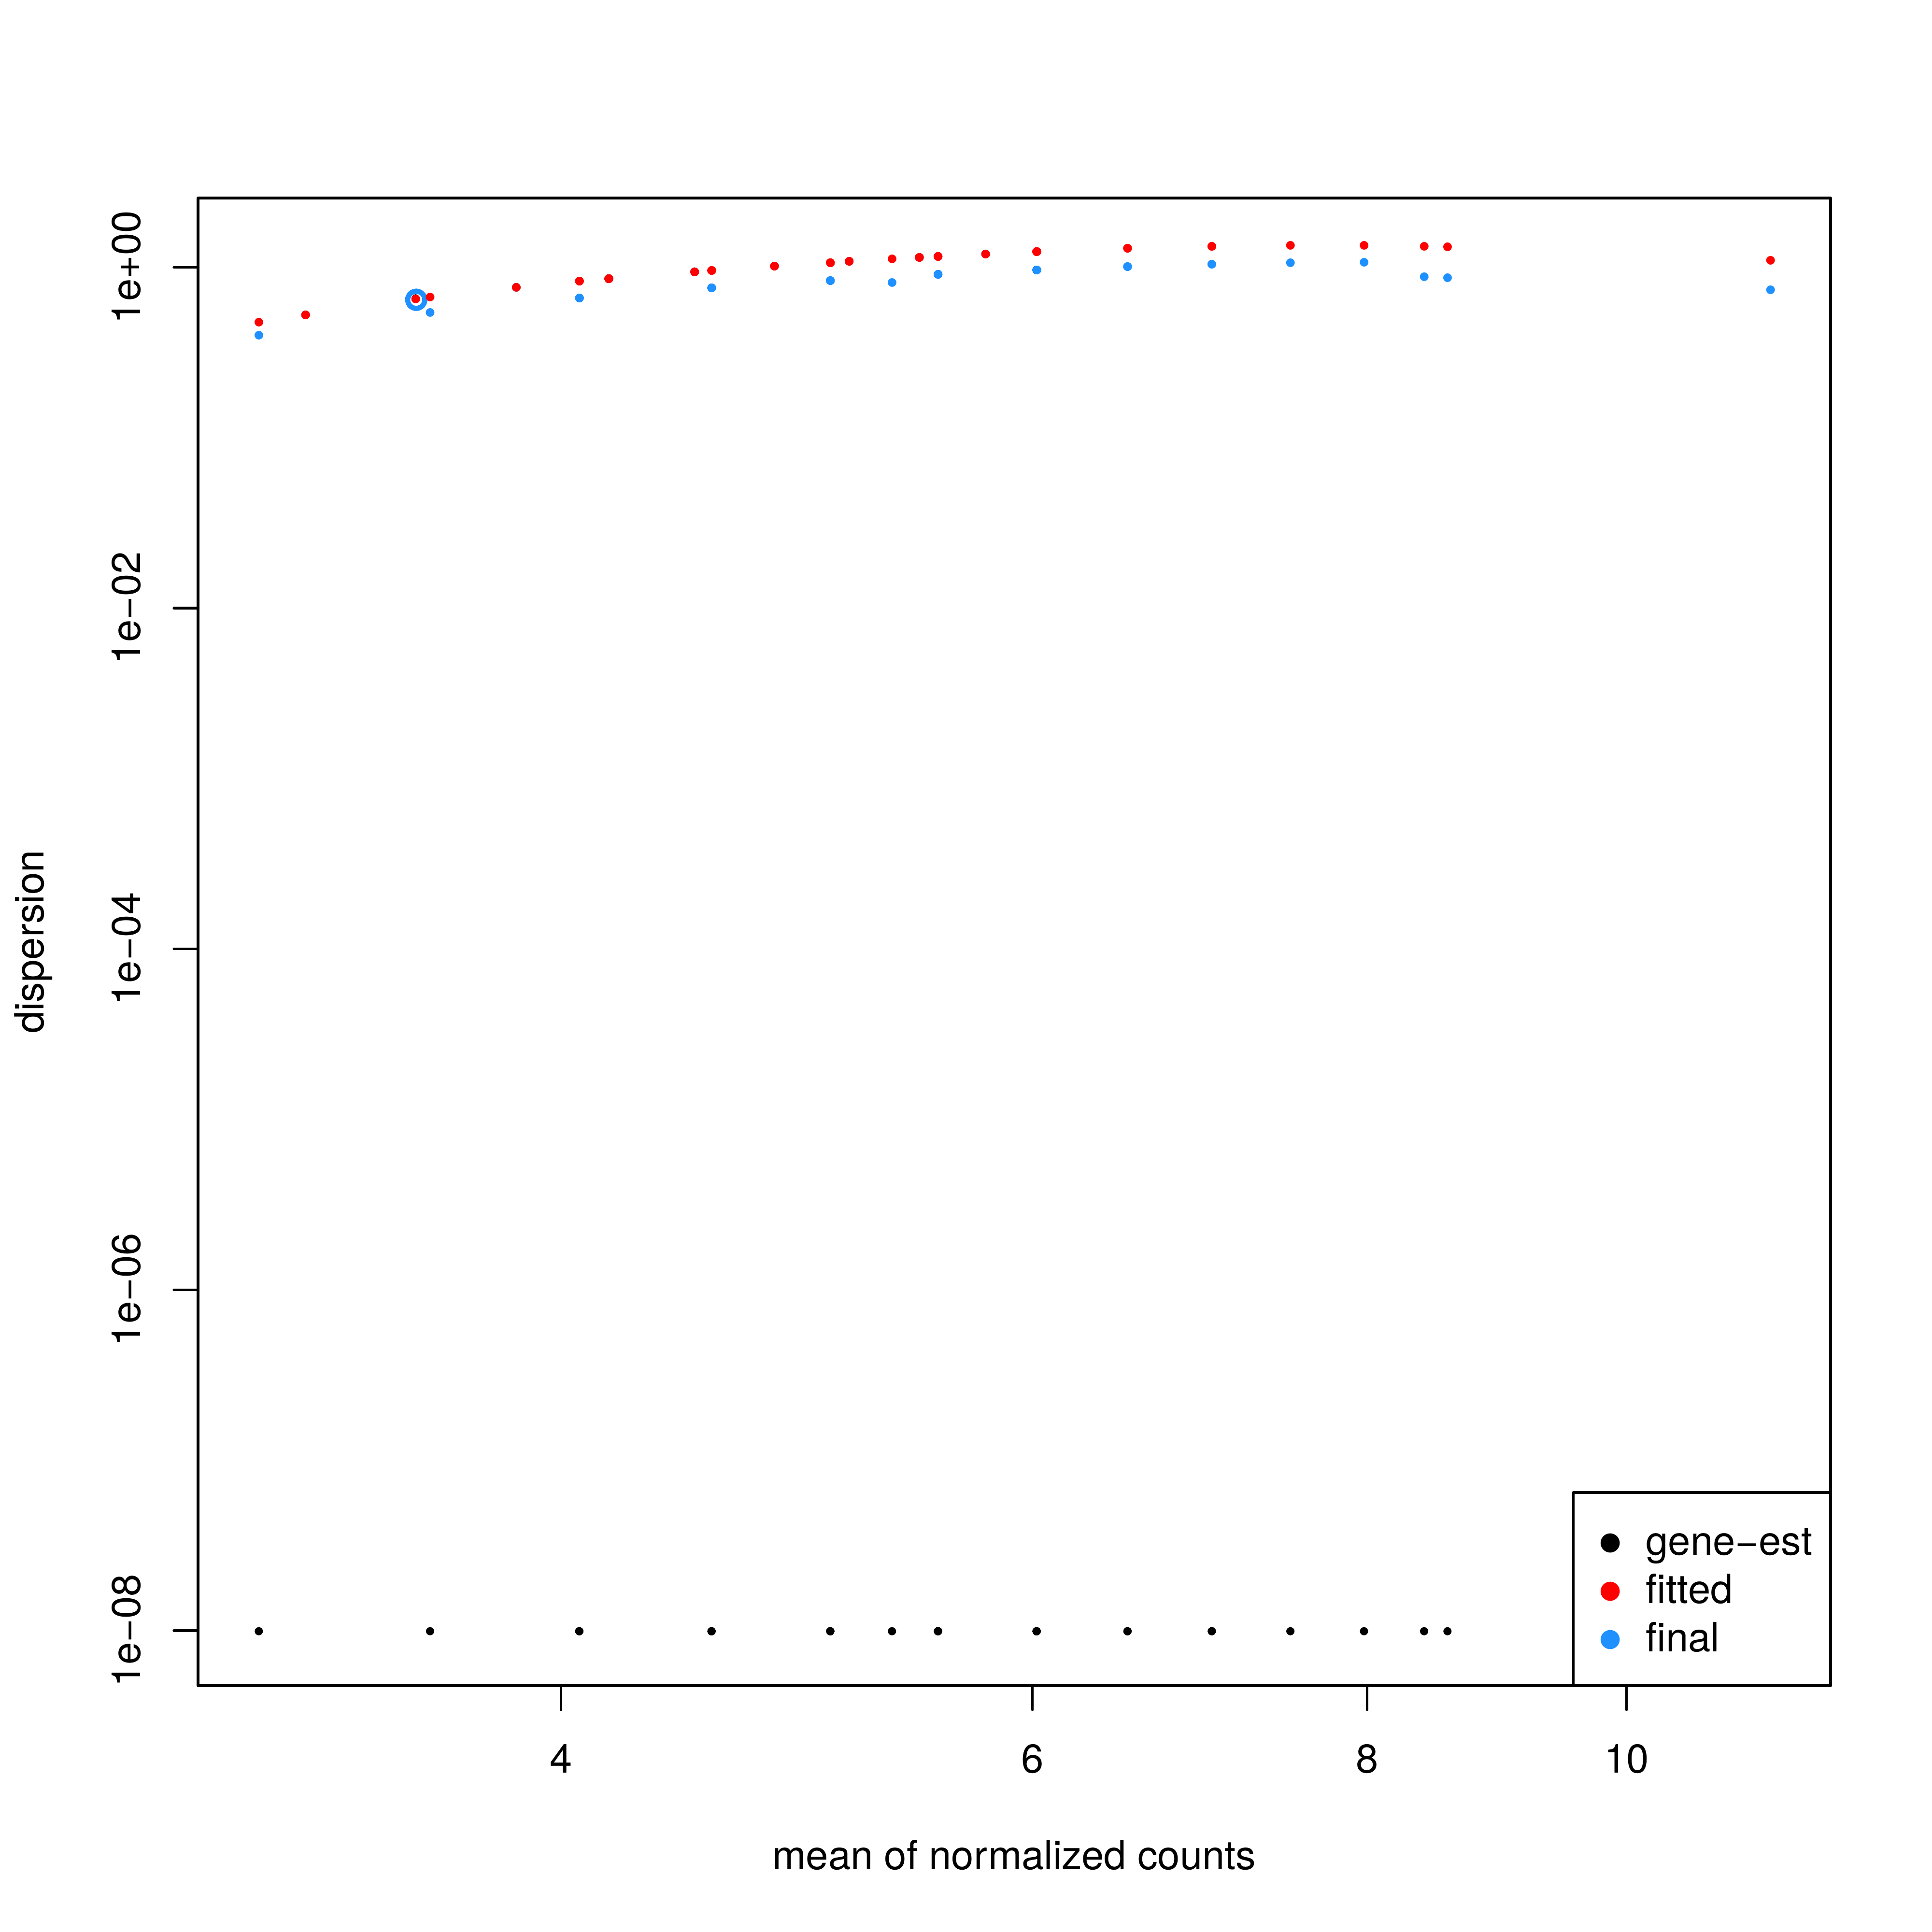 1e+00
1e−02
1e−04
1e−06
1e−08
dispersion
gene−est
fitted
final
4 6 8 10
mean of normalized counts